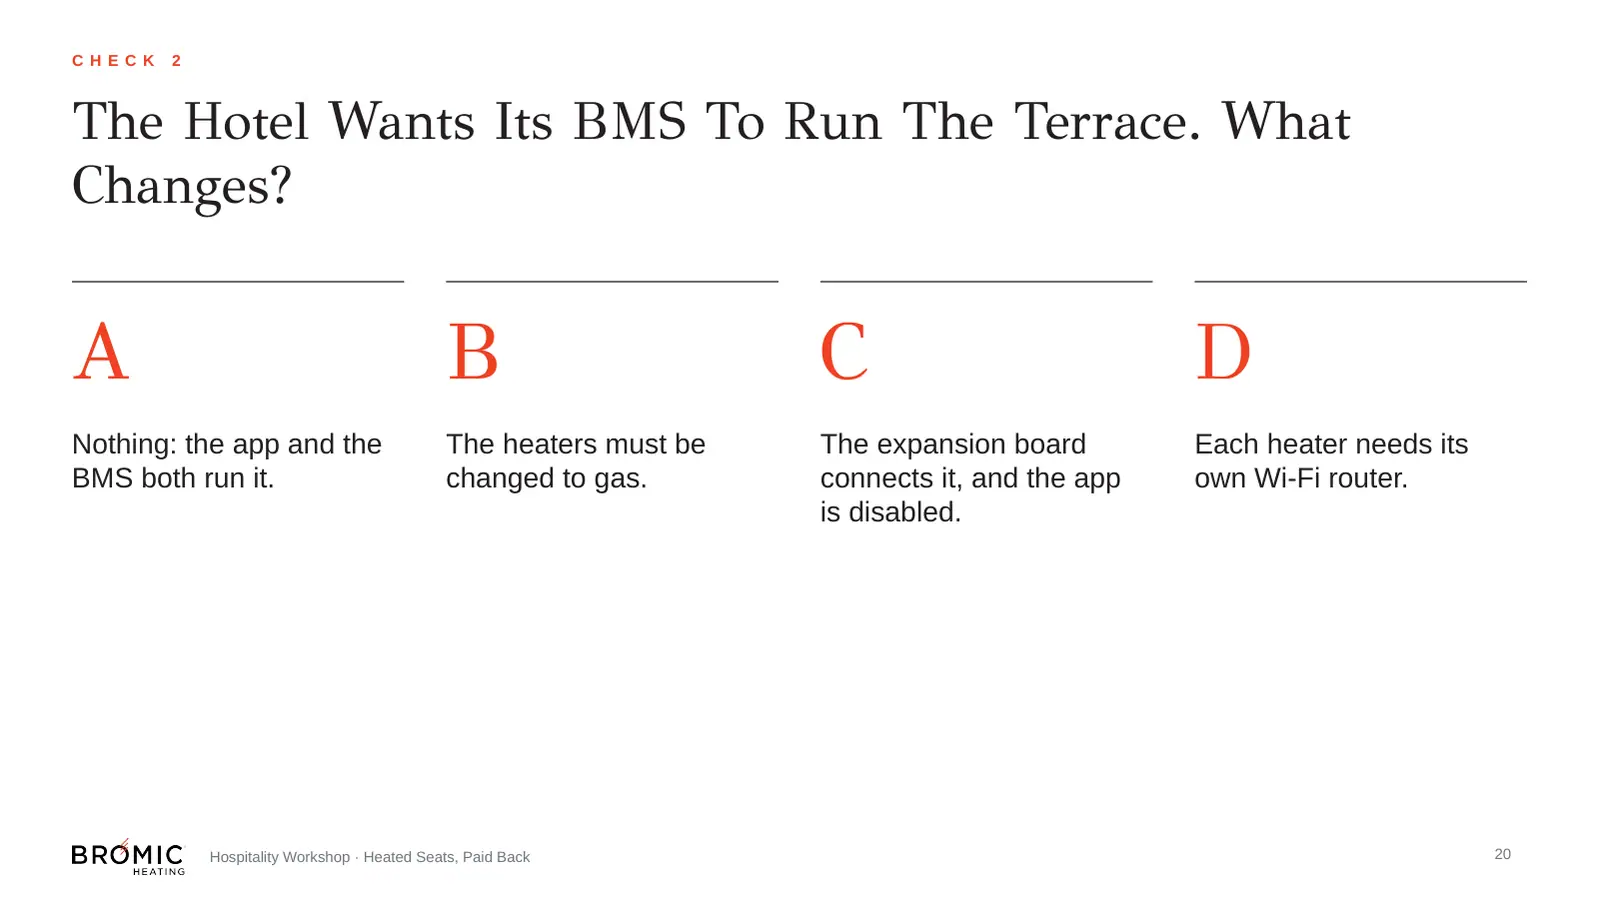 CHECK 2
The Hotel Wants Its BMS To Run The Terrace. What
Changes?
A
Nothing: the app and the
BMS both run it.
B
The heaters must be
changed to gas.
C
The expansion board
connects it, and the app
is disabled.
D
Each heater needs its
own Wi-Fi router.
BROMIC
HEATING
Hospitality Workshop · Heated Seats, Paid Back
20